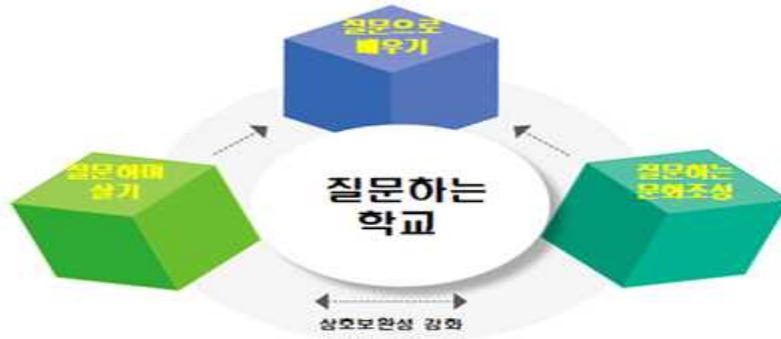 질문으로
배우기
질문하며
살기
질문하는
학교
질문하는
문화조성
상호보완성 강화